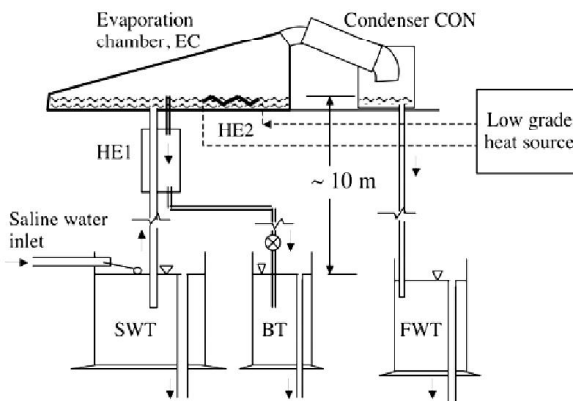 Evaporation
chamber, EC
Condenser CON
HE1
HE2
Low grade
heat source
~ 10 m
Saline water
inlet
SWT
BT
FWT